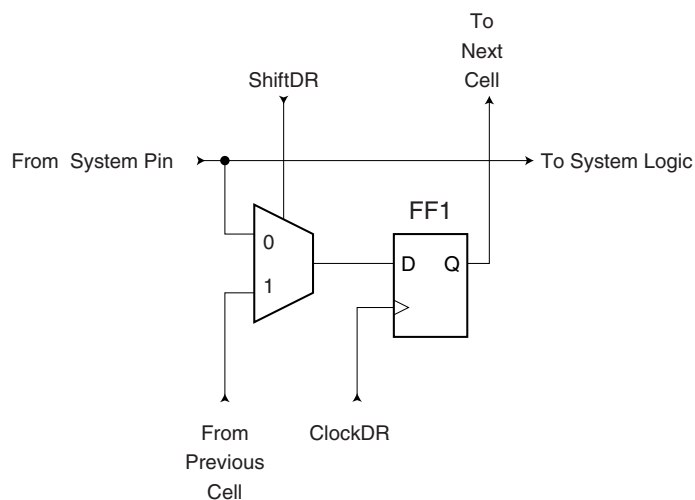 To
Next
Cell
ShiftDR
From System Pin
To System Logic
FF1
0
D Q
1
From
Previous
Cell
ClockDR